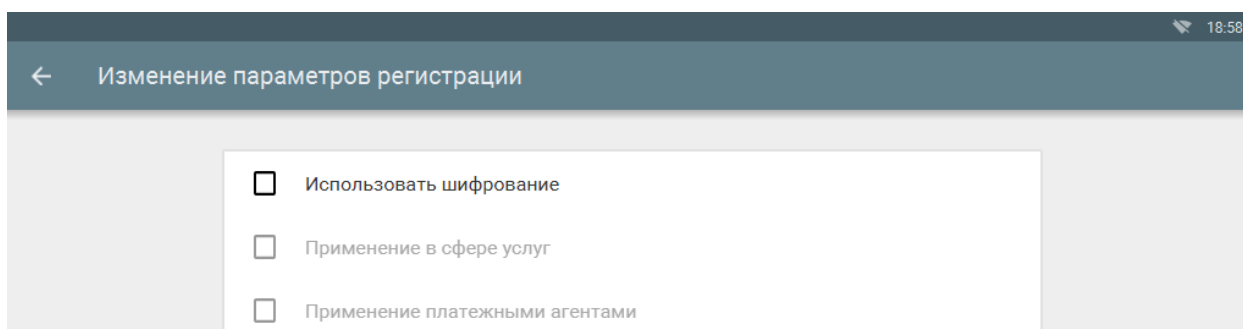 18:58
Изменение параметров регистрации
Использовать шифрование
Применение в сфере услуг
Применение платежными агентами